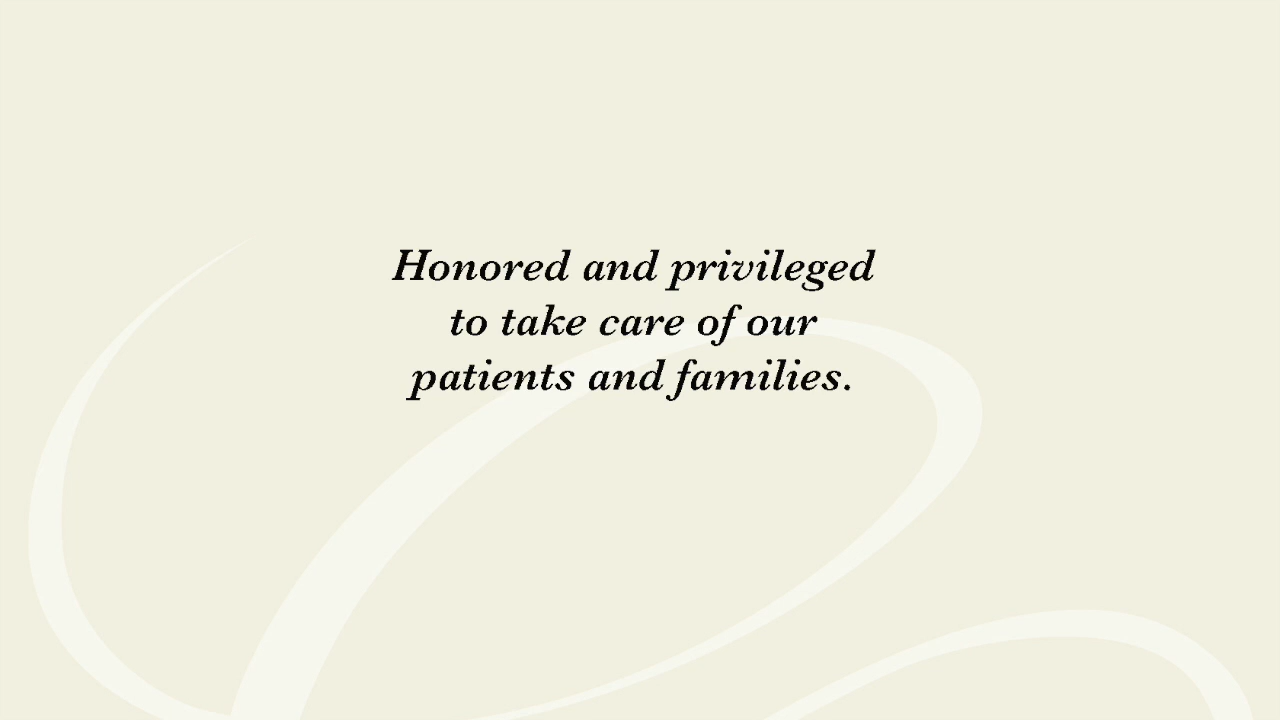 Honored and privileged
to take care of our
patients and families.